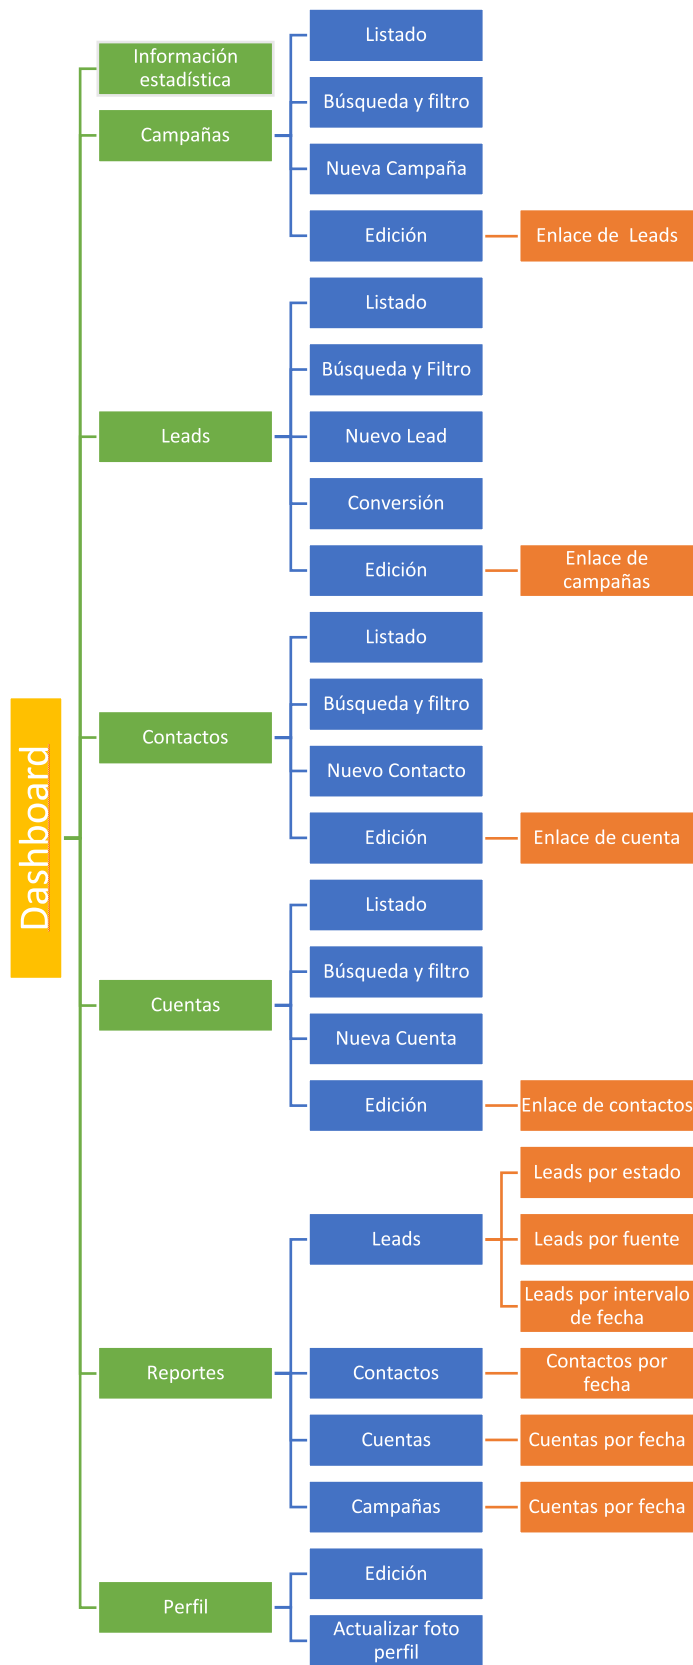 Dashboard
Información
estadística
Campañas
Listado
Búsqueda y filtro
Nueva Campaña
Edición
Enlace de  Leads
Leads
Listado
Búsqueda y Filtro
Nuevo Lead
Conversión
Edición
Enlace de
campañas
Contactos
Listado
Búsqueda y filtro
Nuevo Contacto
Edición
Enlace de cuenta
Cuentas
Listado
Búsqueda y filtro
Nueva Cuenta
Edición
Enlace de contactos
Reportes
Leads
Leads por estado
Leads por fuente
Leads por intervalo
de fecha
Contactos
Contactos por
fecha
Cuentas
Cuentas por fecha
Campañas
Cuentas por fecha
Perfil
Edición
Actualizar foto
perfil